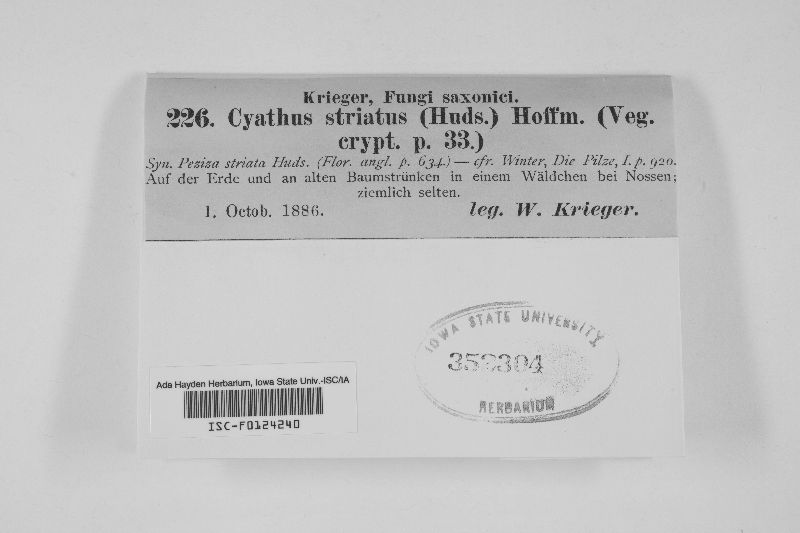 Krieger, Fungi saxonici.
226. Cyathus striatus (Huds.) Hoffm. (Veg.
crypt. p. 33.)
Syn. Peziza striata Huds. (Flor. angl. p. 634.) — cfr. Winter, Die Pilze, I. p. 920.
Auf der Erde und an alten Baumstrünken in einem Wäldchen bei Nossen;
ziemlich selten.
1. Octob. 1886. leg. W. Krieger.
IOWA STATE UNIVERSITY
352304
HERBARIUM
Ada Hayden Herbarium, Iowa State Univ.-ISC/IA
ISC-F0124240